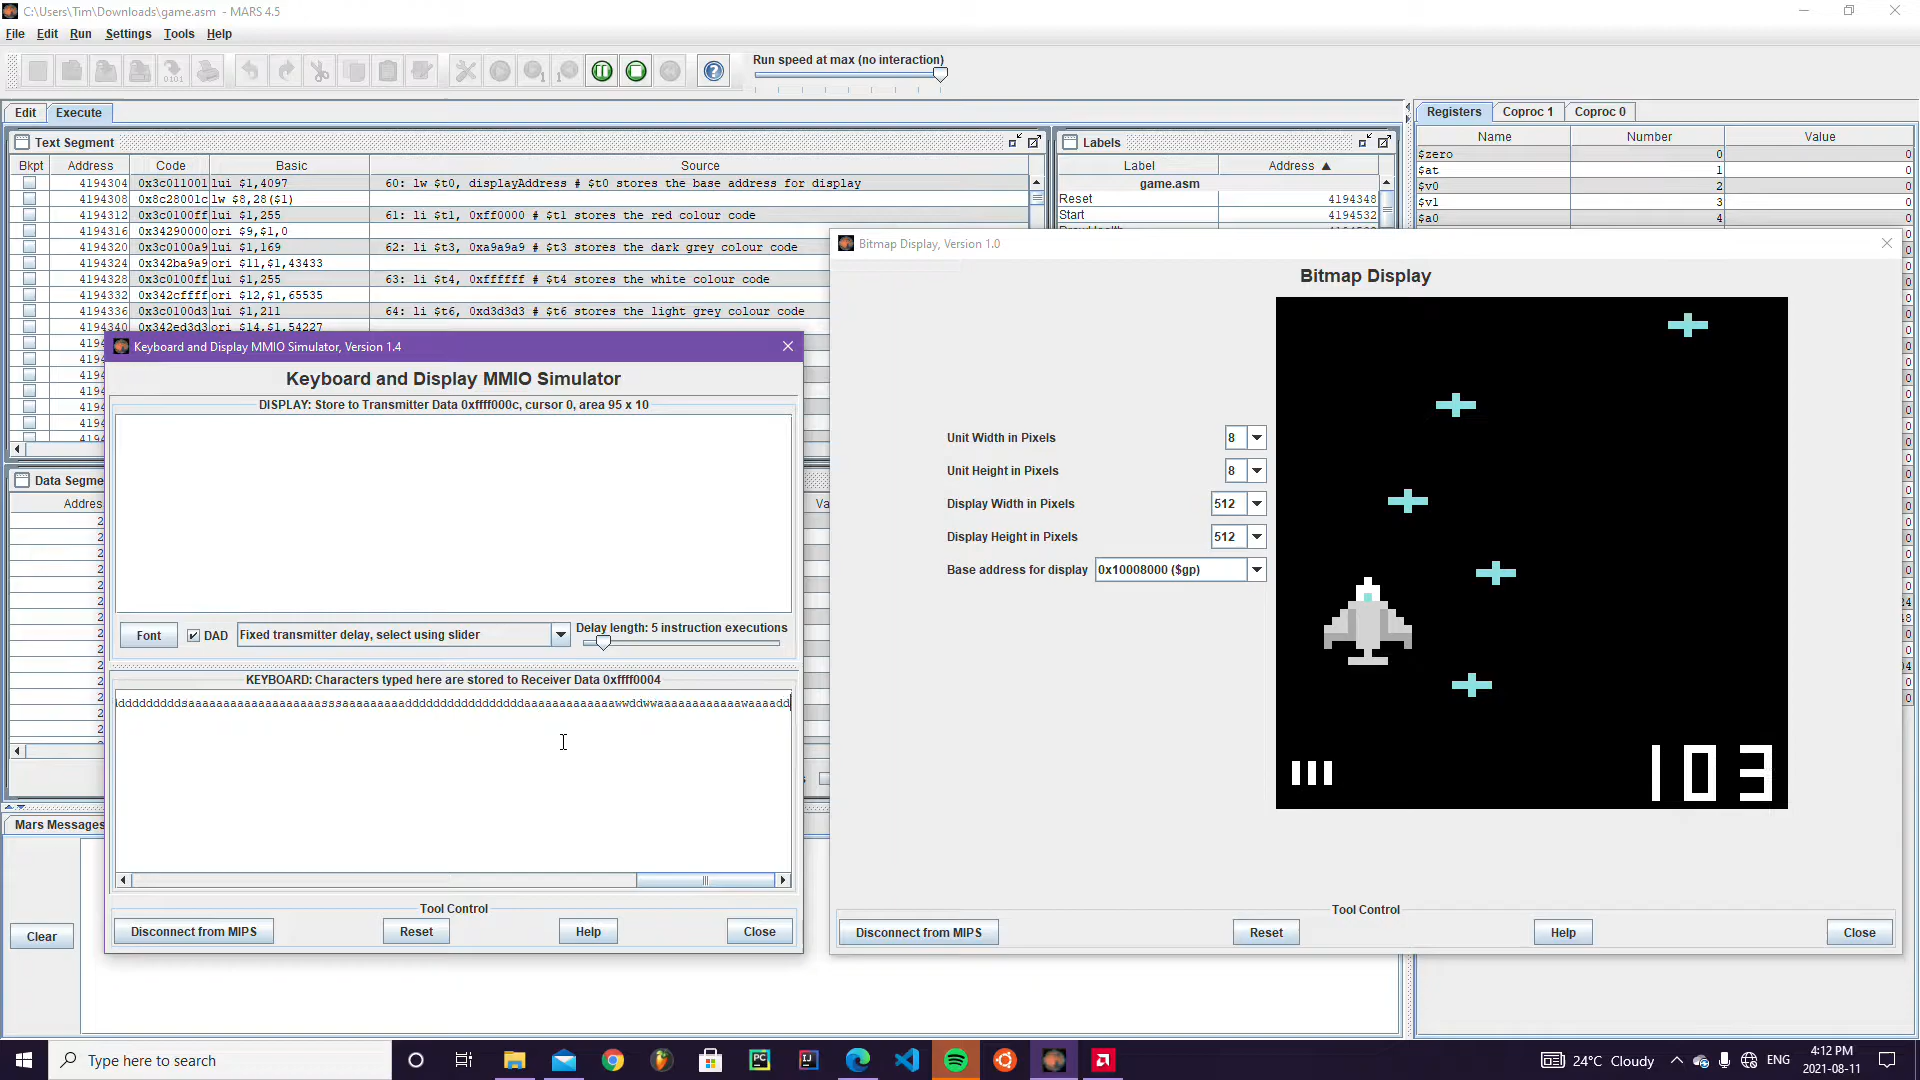 C:\Users\Tim\Downloads\game.asm - MARS 4.5
File Edit Run Settings Tools Help
Run speed at max (no interaction)
Edit Execute
Registers Coproc 1 Coproc 0
Text Segment
Labels
Name Number Value
Bkpt Address Code Basic Source
Label Address ▲
$zero 0 0
4194304 0x3c011001 lui $1,4097 60: lw $t0, displayAddress # $t0 stores the base address for display
game.asm
$at 1 0
4194308 0x8c28001c lw $8,28($1)
Reset 4194348
$v0 2 0
4194312 0x3c0100ff lui $1,255 61: li $t1, 0xff0000 # $t1 stores the red colour code
Start 4194532
$v1 3 0
4194316 0x34290000 ori $9,$1,0
$a0 4 0
4194320 0x3c0100a9 lui $1,169 62: li $t3, 0xa9a9a9 # $t3 stores the dark grey colour code
4194324 0x342ba9a9 ori $11,$1,43433
4194328 0x3c0100ff lui $1,255 63: li $t4, 0xffffff # $t4 stores the white colour code
4194332 0x342cffff ori $12,$1,65535
4194336 0x3c0100d3 lui $1,211 64: li $t6, 0xd3d3d3 # $t6 stores the light grey colour code
4194340 0x342ed3d3 ori $14,$1,54227
Bitmap Display, Version 1.0
Bitmap Display
Unit Width in Pixels 8
Unit Height in Pixels 8
Display Width in Pixels 512
Display Height in Pixels 512
Base address for display 0x10008000 ($gp)
103
Tool Control
Disconnect from MIPS Reset Help Close
Keyboard and Display MMIO Simulator, Version 1.4
Keyboard and Display MMIO Simulator
DISPLAY: Store to Transmitter Data 0xffff000c, cursor 0, area 95 x 10
Font DAD Fixed transmitter delay, select using slider Delay length: 5 instruction executions
KEYBOARD: Characters typed here are stored to Receiver Data 0xffff0004
Tool Control
Disconnect from MIPS Reset Help Close
Data Segme
Addres
Mars Messages
Clear
Type here to search
24°C Cloudy
ENG
4:12 PM
2021-08-11